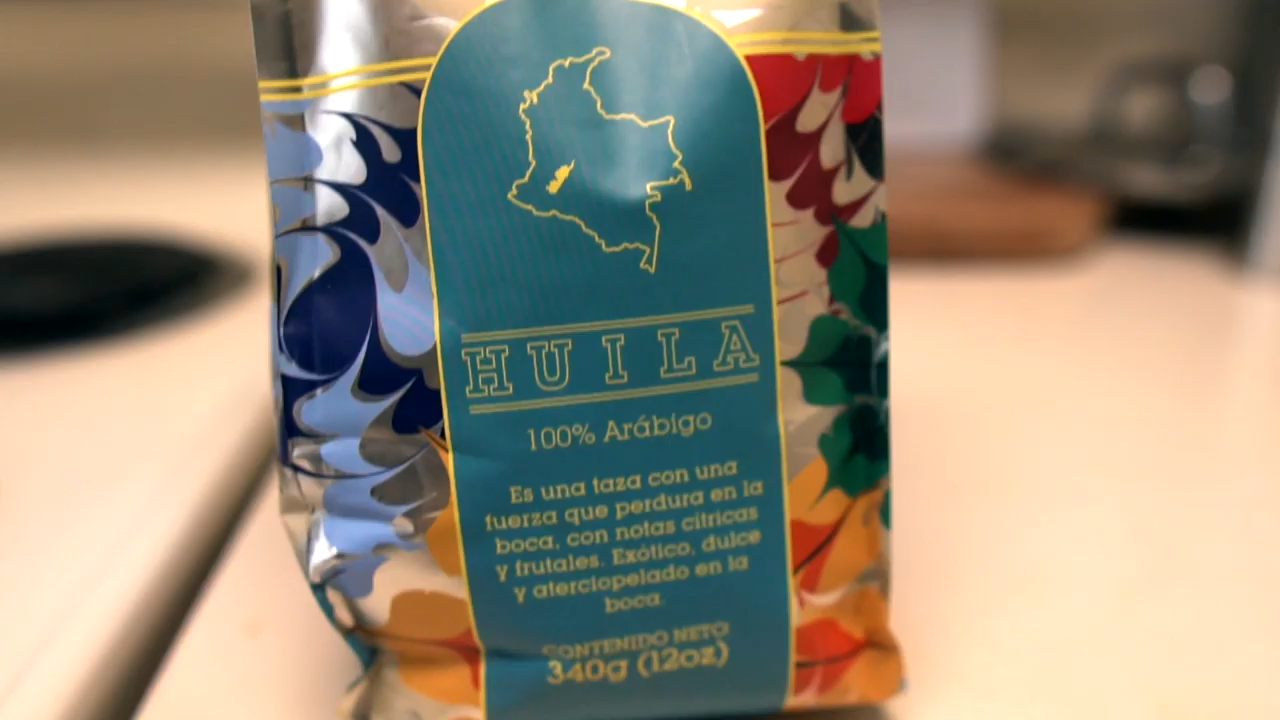 HUILA
100% Arábigo
Es una taza con una
fuerza que perdura en la
boca, con notas cítricas
y frutales. Exótico, dulce
y aterciopelado en la
boca.
CONTENIDO NETO
340g (12oz)